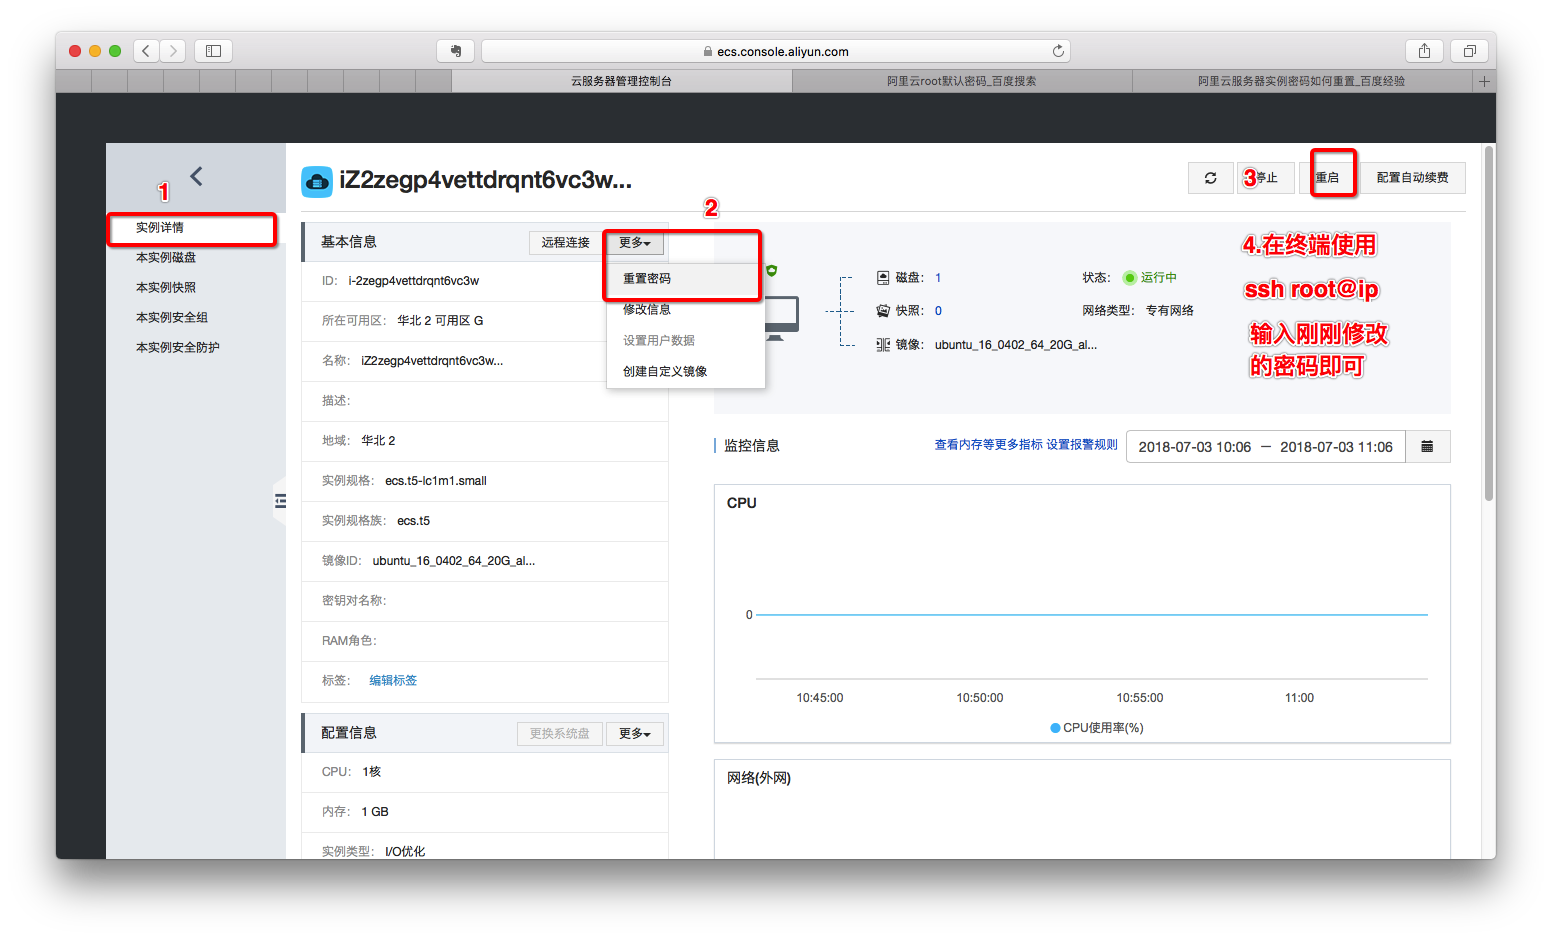 ecs.console.aliyun.com
云服务器管理控制台
阿里云root默认密码_百度搜索
阿里云服务器实例密码如何重置_百度经验
1
实例详情
本实例磁盘
本实例快照
本实例安全组
本实例安全防护
iZ2zegp4vettdrqnt6vc3w...
3
停止
重启
配置自动续费
2
基本信息
远程连接
更多
重置密码
修改信息
设置用户数据
创建自定义镜像
ID: i-2zegp4vettdrqnt6vc3w
所在可用区: 华北 2 可用区 G
名称: iZ2zegp4vettdrqnt6vc3w...
描述:
地域: 华北 2
实例规格: ecs.t5-lc1m1.small
实例规格族: ecs.t5
镜像ID: ubuntu_16_0402_64_20G_al...
密钥对名称:
RAM角色:
标签: 编辑标签
配置信息
更换系统盘
更多
CPU: 1核
内存: 1 GB
实例类型: I/O优化
磁盘: 1
快照: 0
镜像: ubuntu_16_0402_64_20G_al...
状态: 运行中
网络类型: 专有网络
4.在终端使用
ssh root@ip
输入刚刚修改
的密码即可
监控信息
查看内存等更多指标 设置报警规则
2018-07-03 10:06 — 2018-07-03 11:06
CPU
0
10:45:00 10:50:00 10:55:00 11:00
CPU使用率(%)
网络(外网)